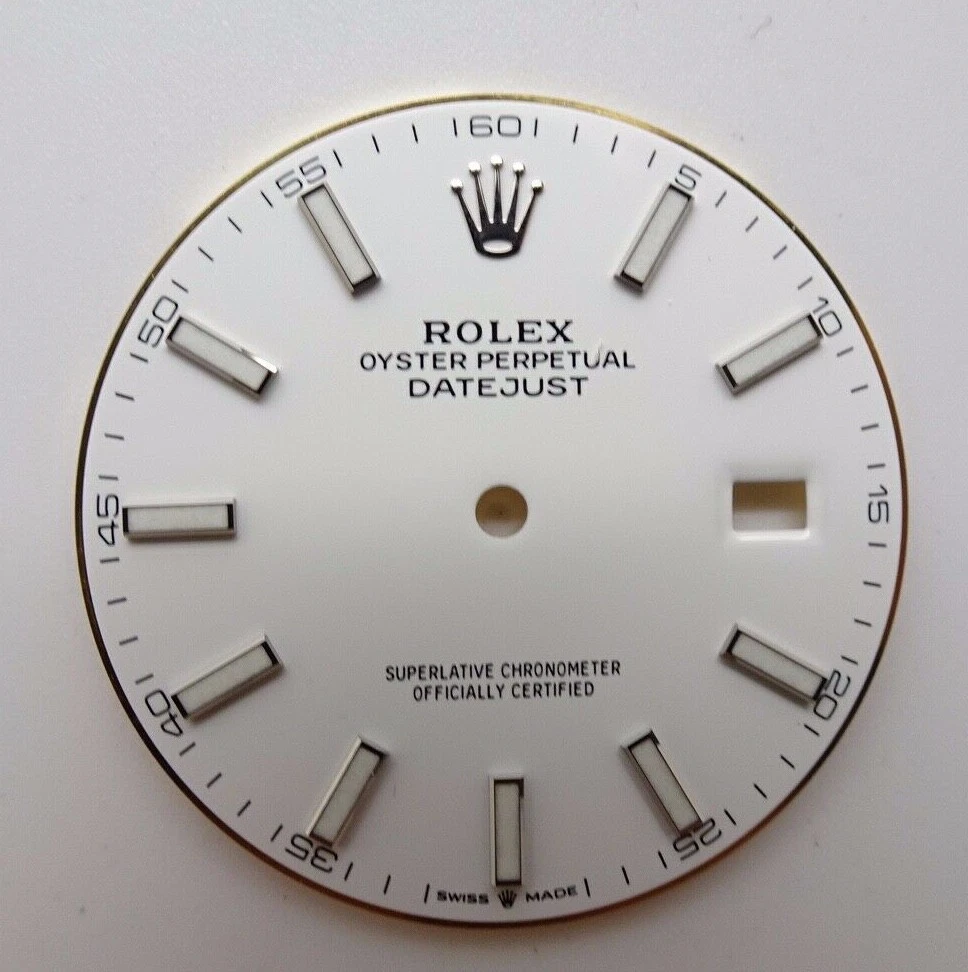 60
5
10
15
20
25
35
40
45
50
55
ROLEX
OYSTER PERPETUAL
DATEJUST
SUPERLATIVE CHRONOMETER
OFFICIALLY CERTIFIED
SWISS MADE